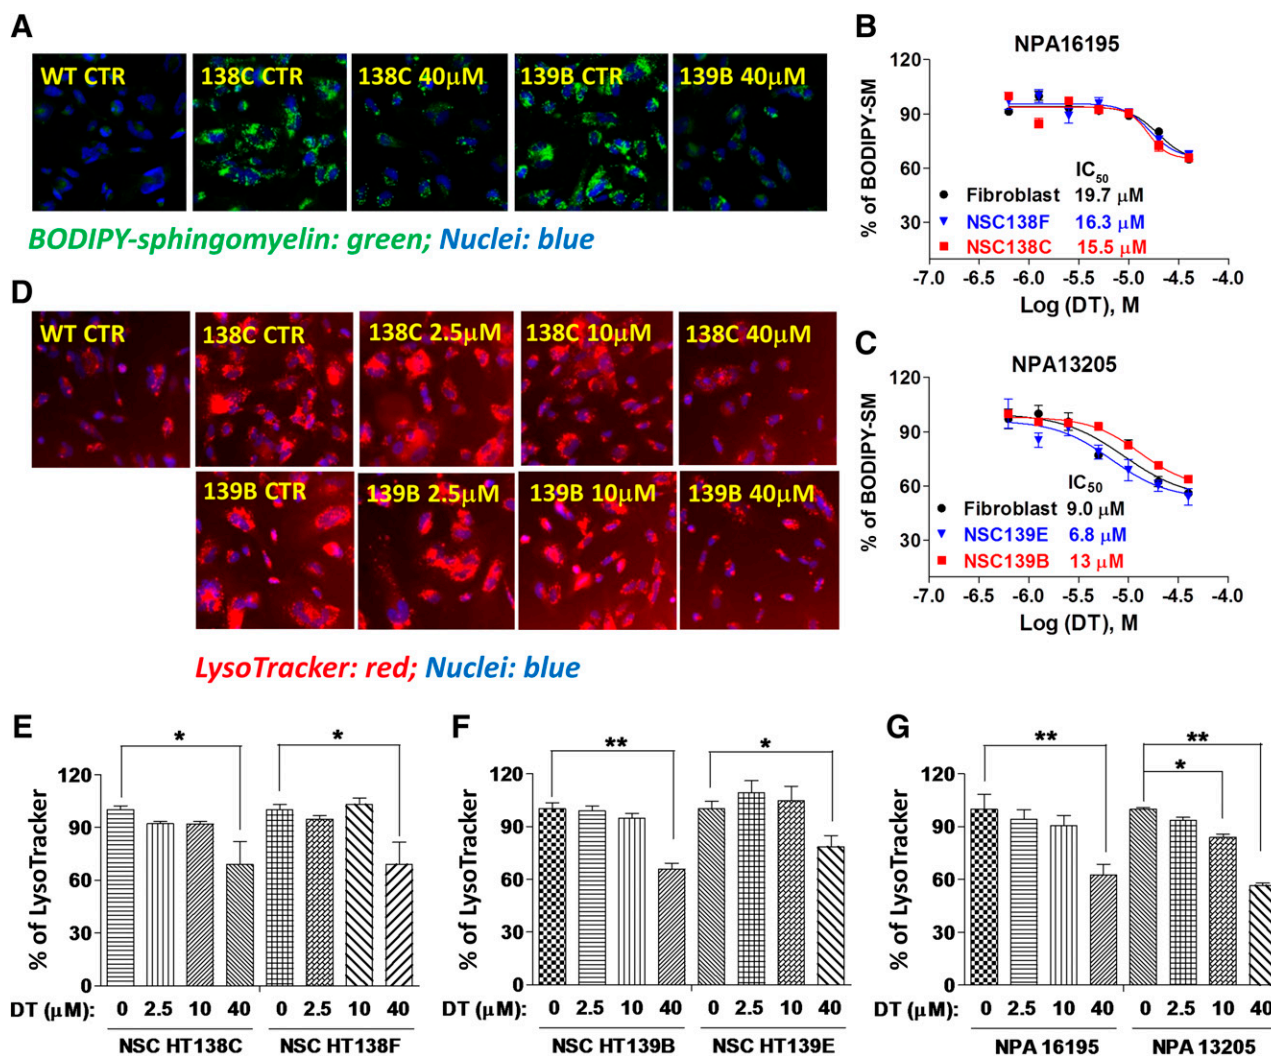 A
WT CTR
138C CTR
138C 40μM
139B CTR
139B 40μM
BODIPY-sphingomyelin: green; Nuclei: blue
B
NPA16195
% of BODIPY-SM
120
90
60
30
IC50
Fibroblast 19.7 μM
NSC138F 16.3 μM
NSC138C 15.5 μM
-7.0 -6.5 -6.0 -5.5 -5.0 -4.5 -4.0
Log (DT), M
C
NPA13205
% of BODIPY-SM
120
90
60
30
IC50
Fibroblast 9.0 μM
NSC139E 6.8 μM
NSC139B 13 μM
-7.0 -6.5 -6.0 -5.5 -5.0 -4.5 -4.0
Log (DT), M
D
WT CTR
138C CTR
138C 2.5μM
138C 10μM
138C 40μM
139B CTR
139B 2.5μM
139B 10μM
139B 40μM
LysoTracker: red; Nuclei: blue
E
% of LysoTracker
120
90
60
30
0
* *
DT (μM): 0 2.5 10 40 0 2.5 10 40
NSC HT138C NSC HT138F
F
% of LysoTracker
120
90
60
30
0
** *
DT (μM): 0 2.5 10 40 0 2.5 10 40
NSC HT139B NSC HT139E
G
% of LysoTracker
120
90
60
30
0
** **
*
DT (μM): 0 2.5 10 40 0 2.5 10 40
NPA 16195 NPA 13205